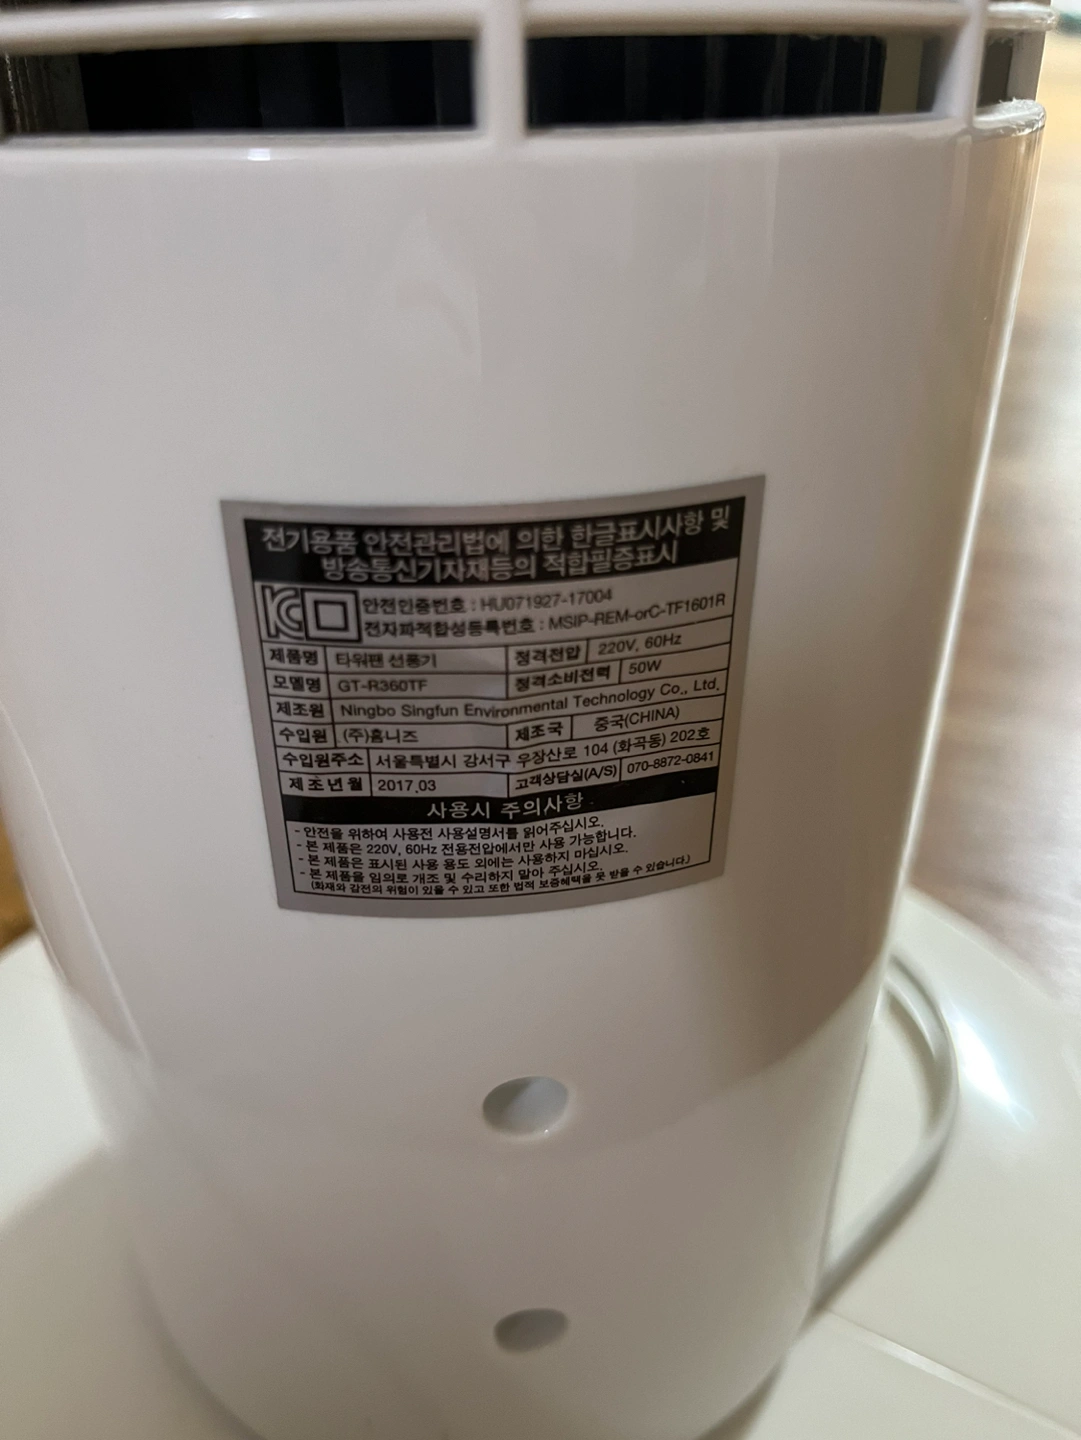 전기용품 안전관리법에 의한 한글표시사항 및
방송통신기자재등의 적합필증표시
안전인증번호 : HU071927-17004
전자파적합성등록번호 : MSIP-REM-orC-TF1601R
제품명 타워팬 선풍기 정격전압 220V, 60Hz
모델명 GT-R360TF 정격소비전력 50W
제조원 Ningbo Singfun Environmental Technology Co., Ltd.
수입원 (주)홈니즈 제조국 중국(CHINA)
수입원주소 서울특별시 강서구 우장산로 104 (화곡동) 202호
제조년월 2017.03 고객상담실(A/S) 070-8872-0841
사용시 주의사항
- 안전을 위하여 사용전 사용설명서를 읽어주십시오.
- 본 제품은 220V, 60Hz 전용전압에서만 사용 가능합니다.
- 본 제품은 표시된 사용 용도 외에는 사용하지 마십시오.
- 본 제품을 임의로 개조 및 수리하지 말아 주십시오.
(화재와 감전의 위험이 있을 수 있고 또한 법적 보증혜택을 못 받을 수 있습니다.)